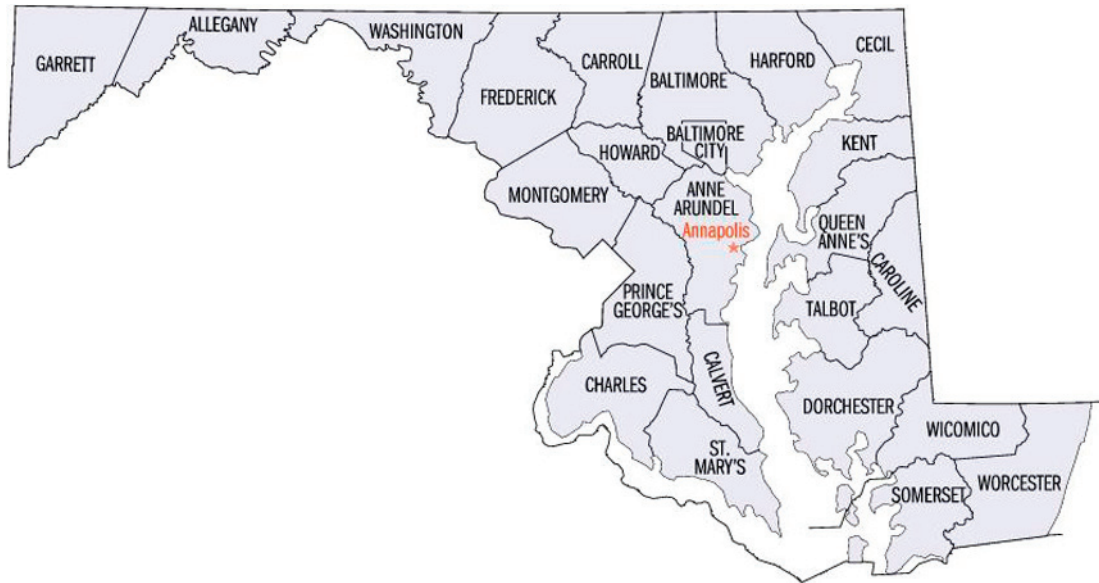 GARRETT
ALLEGANY
WASHINGTON
FREDERICK
CARROLL
BALTIMORE
HARFORD
CECIL
BALTIMORE
CITY
HOWARD
KENT
MONTGOMERY
ANNE
ARUNDEL
Annapolis
QUEEN
ANNE'S
CAROLINE
PRINCE
GEORGE'S
TALBOT
CHARLES
CALVERT
DORCHESTER
WICOMICO
ST.
MARY'S
SOMERSET
WORCESTER